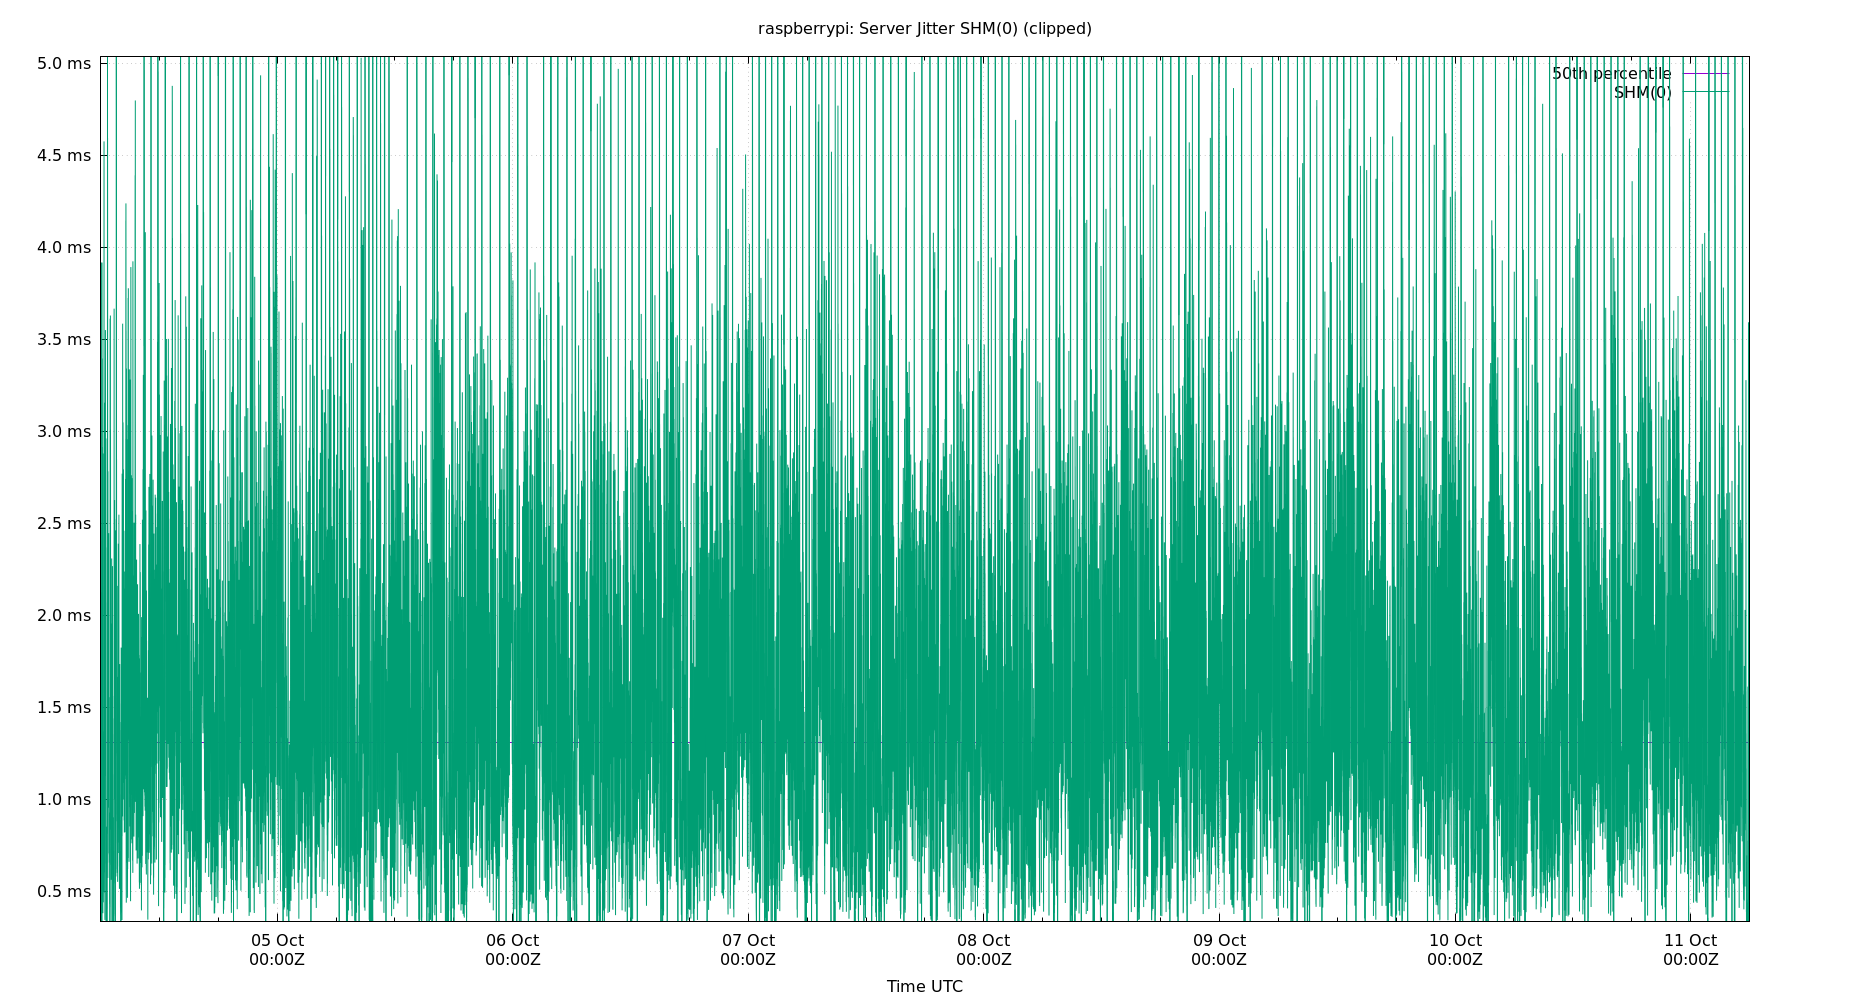 raspberrypi: Server Jitter SHM(0) (clipped)
5.0 ms
50th percentile
SHM(0)
4.5 ms
4.0 ms
3.5 ms
3.0 ms
2.5 ms
2.0 ms
1.5 ms
1.0 ms
0.5 ms
05 Oct 06 Oct 07 Oct 08 Oct 09 Oct 10 Oct 11 Oct
00:00Z 00:00Z 00:00Z 00:00Z 00:00Z 00:00Z 00:00Z
Time UTC